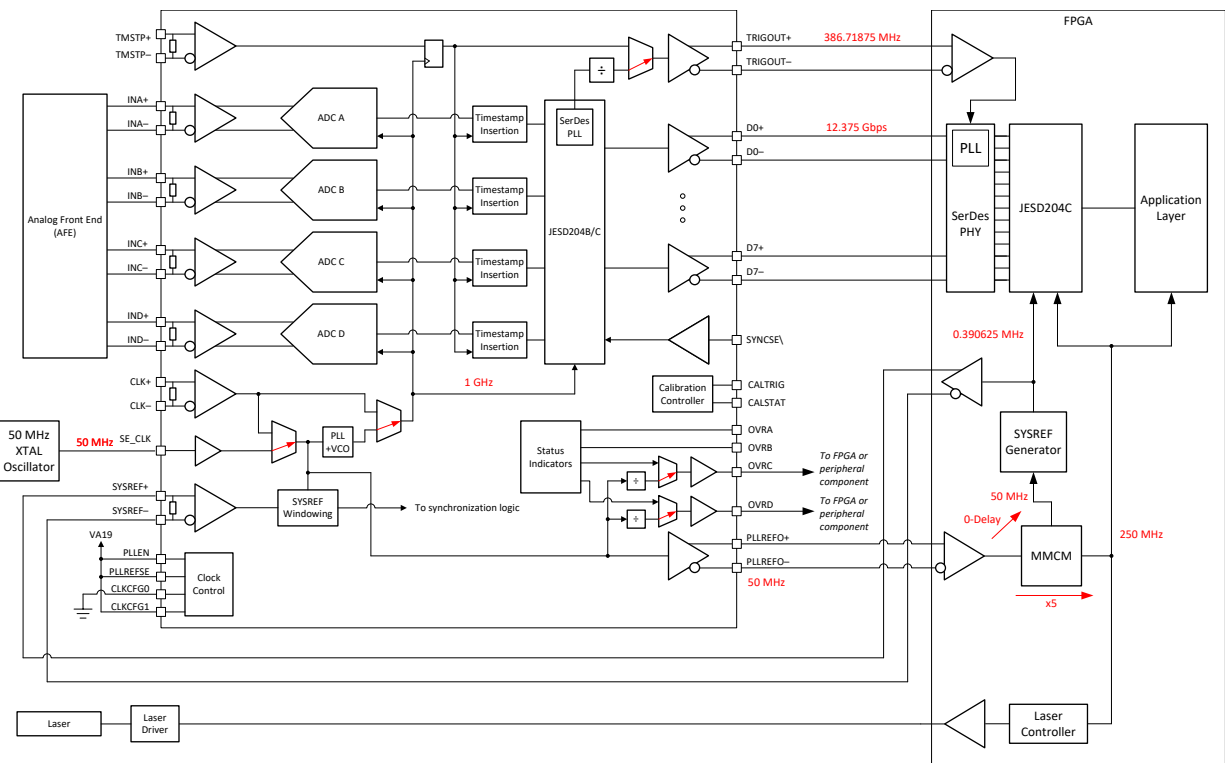 FPGA
TMSTP+
TMSTP–
TRIGOUT+
386.71875 MHz
TRIGOUT–
÷
Analog Front End
(AFE)
INA+
INA–
ADC A
Timestamp
Insertion
SerDes
PLL
D0+
12.375 Gbps
D0–
PLL
INB+
INB–
ADC B
Timestamp
Insertion
JESD204B/C
SerDes
PHY
JESD204C
Application
Layer
INC+
INC–
ADC C
Timestamp
Insertion
D7+
D7–
IND+
IND–
ADC D
Timestamp
Insertion
SYNCSE\
0.390625 MHz
CLK+
CLK–
1 GHz
Calibration
Controller
CALTRIG
CALSTAT
50 MHz
XTAL
Oscillator
50 MHz
SE_CLK
PLL
+VCO
Status
Indicators
OVRA
OVRB
OVRC
To FPGA or
peripheral
component
÷
SYSREF
Generator
SYSREF+
SYSREF–
SYSREF
Windowing
To synchronization logic
OVRD
To FPGA or
peripheral
component
÷
50 MHz
0-Delay
VA19
PLLEN
PLLREFSE
CLKCFG0
CLKCFG1
Clock
Control
PLLREFO+
PLLREFO–
50 MHz
MMCM
x5
250 MHz
Laser
Laser
Driver
Laser
Controller